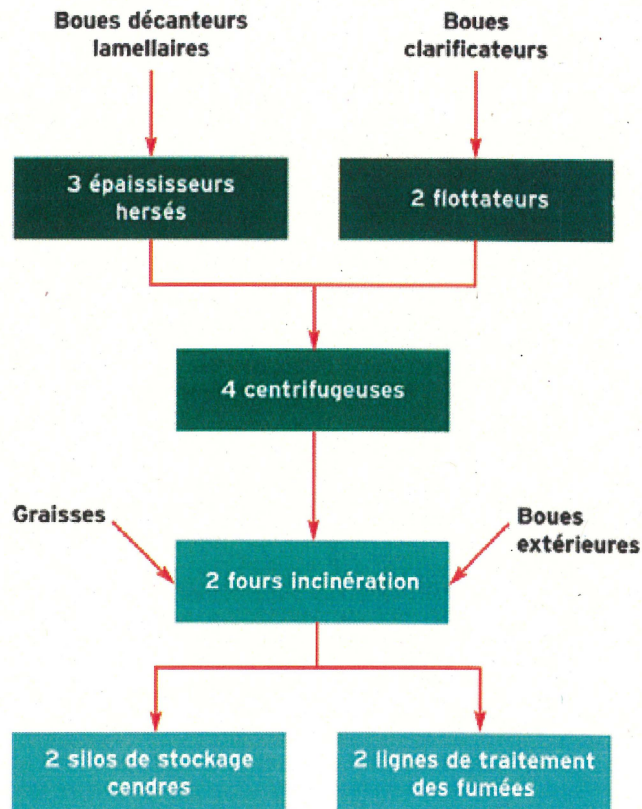 Boues décanteurs
lamellaires
Boues
clarificateurs
3 épaississeurs
hersés
2 flottateurs
4 centrifugeuses
Graisses
Boues
extérieures
2 fours incinération
2 silos de stockage
cendres
2 lignes de traitement
des fumées